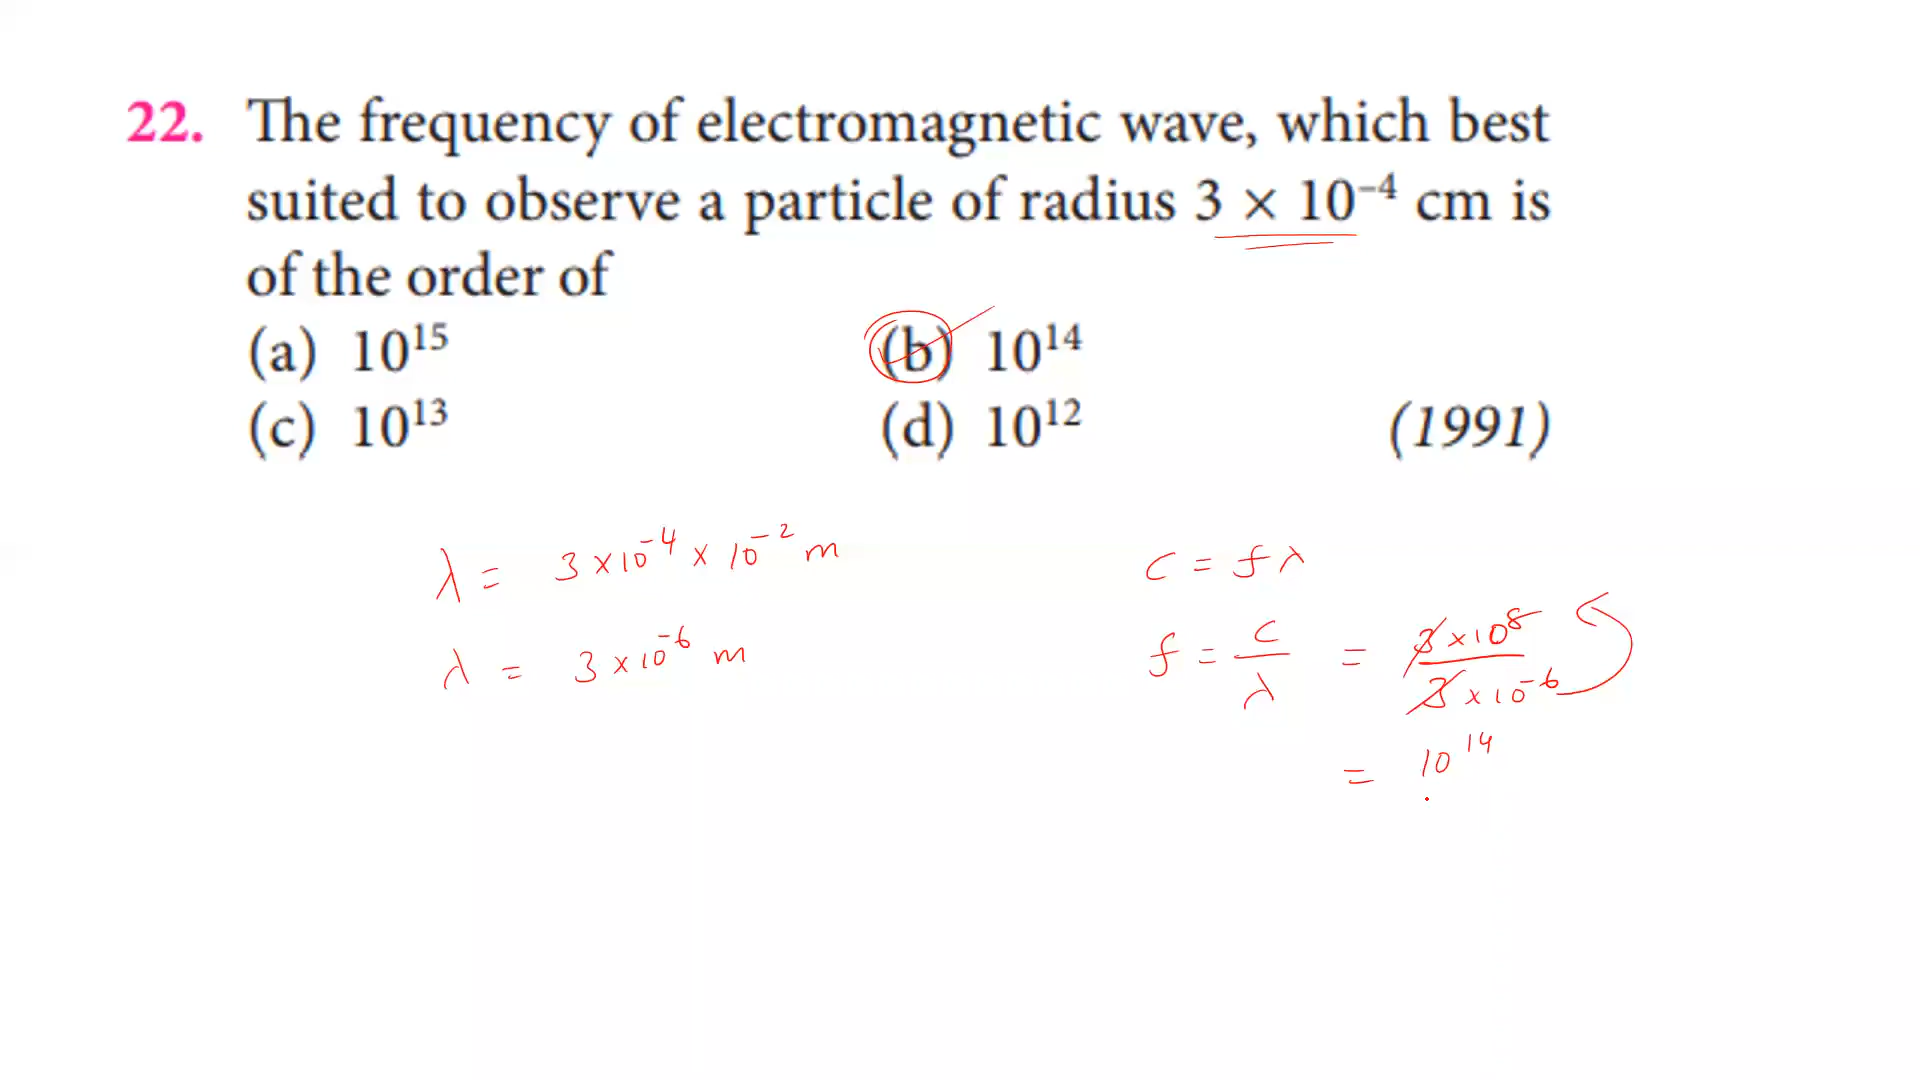 22. The frequency of electromagnetic wave, which best
suited to observe a particle of radius 3 × 10⁻⁴ cm is
of the order of
(a) 10¹⁵ (b) 10¹⁴
(c) 10¹³ (d) 10¹² (1991)
λ = 3 × 10⁻⁴ × 10⁻² m
λ = 3 × 10⁻⁶ m
c = f λ
f = c/λ = 3 × 10⁸ / 3 × 10⁻⁶
= 10¹⁴